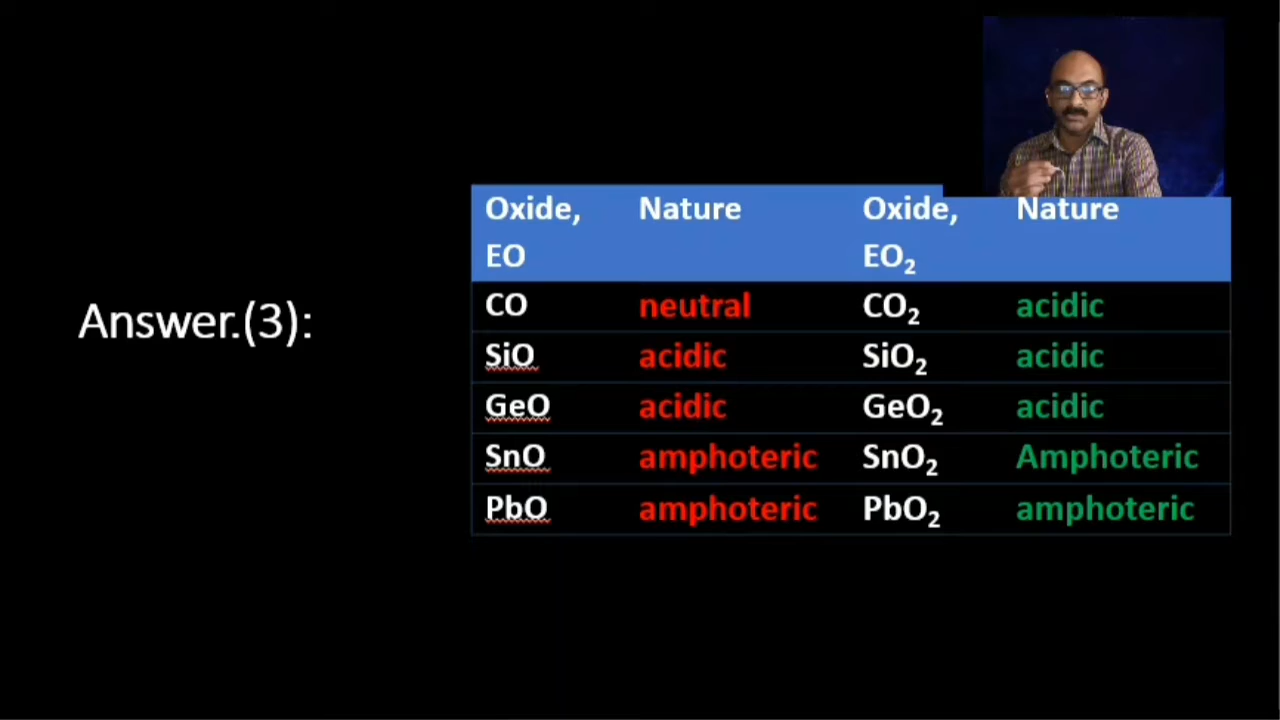 Answer.(3):
Oxide, EO Nature Oxide, EO₂ Nature
CO neutral CO₂ acidic
SiO acidic SiO₂ acidic
GeO acidic GeO₂ acidic
SnO amphoteric SnO₂ Amphoteric
PbO amphoteric PbO₂ amphoteric